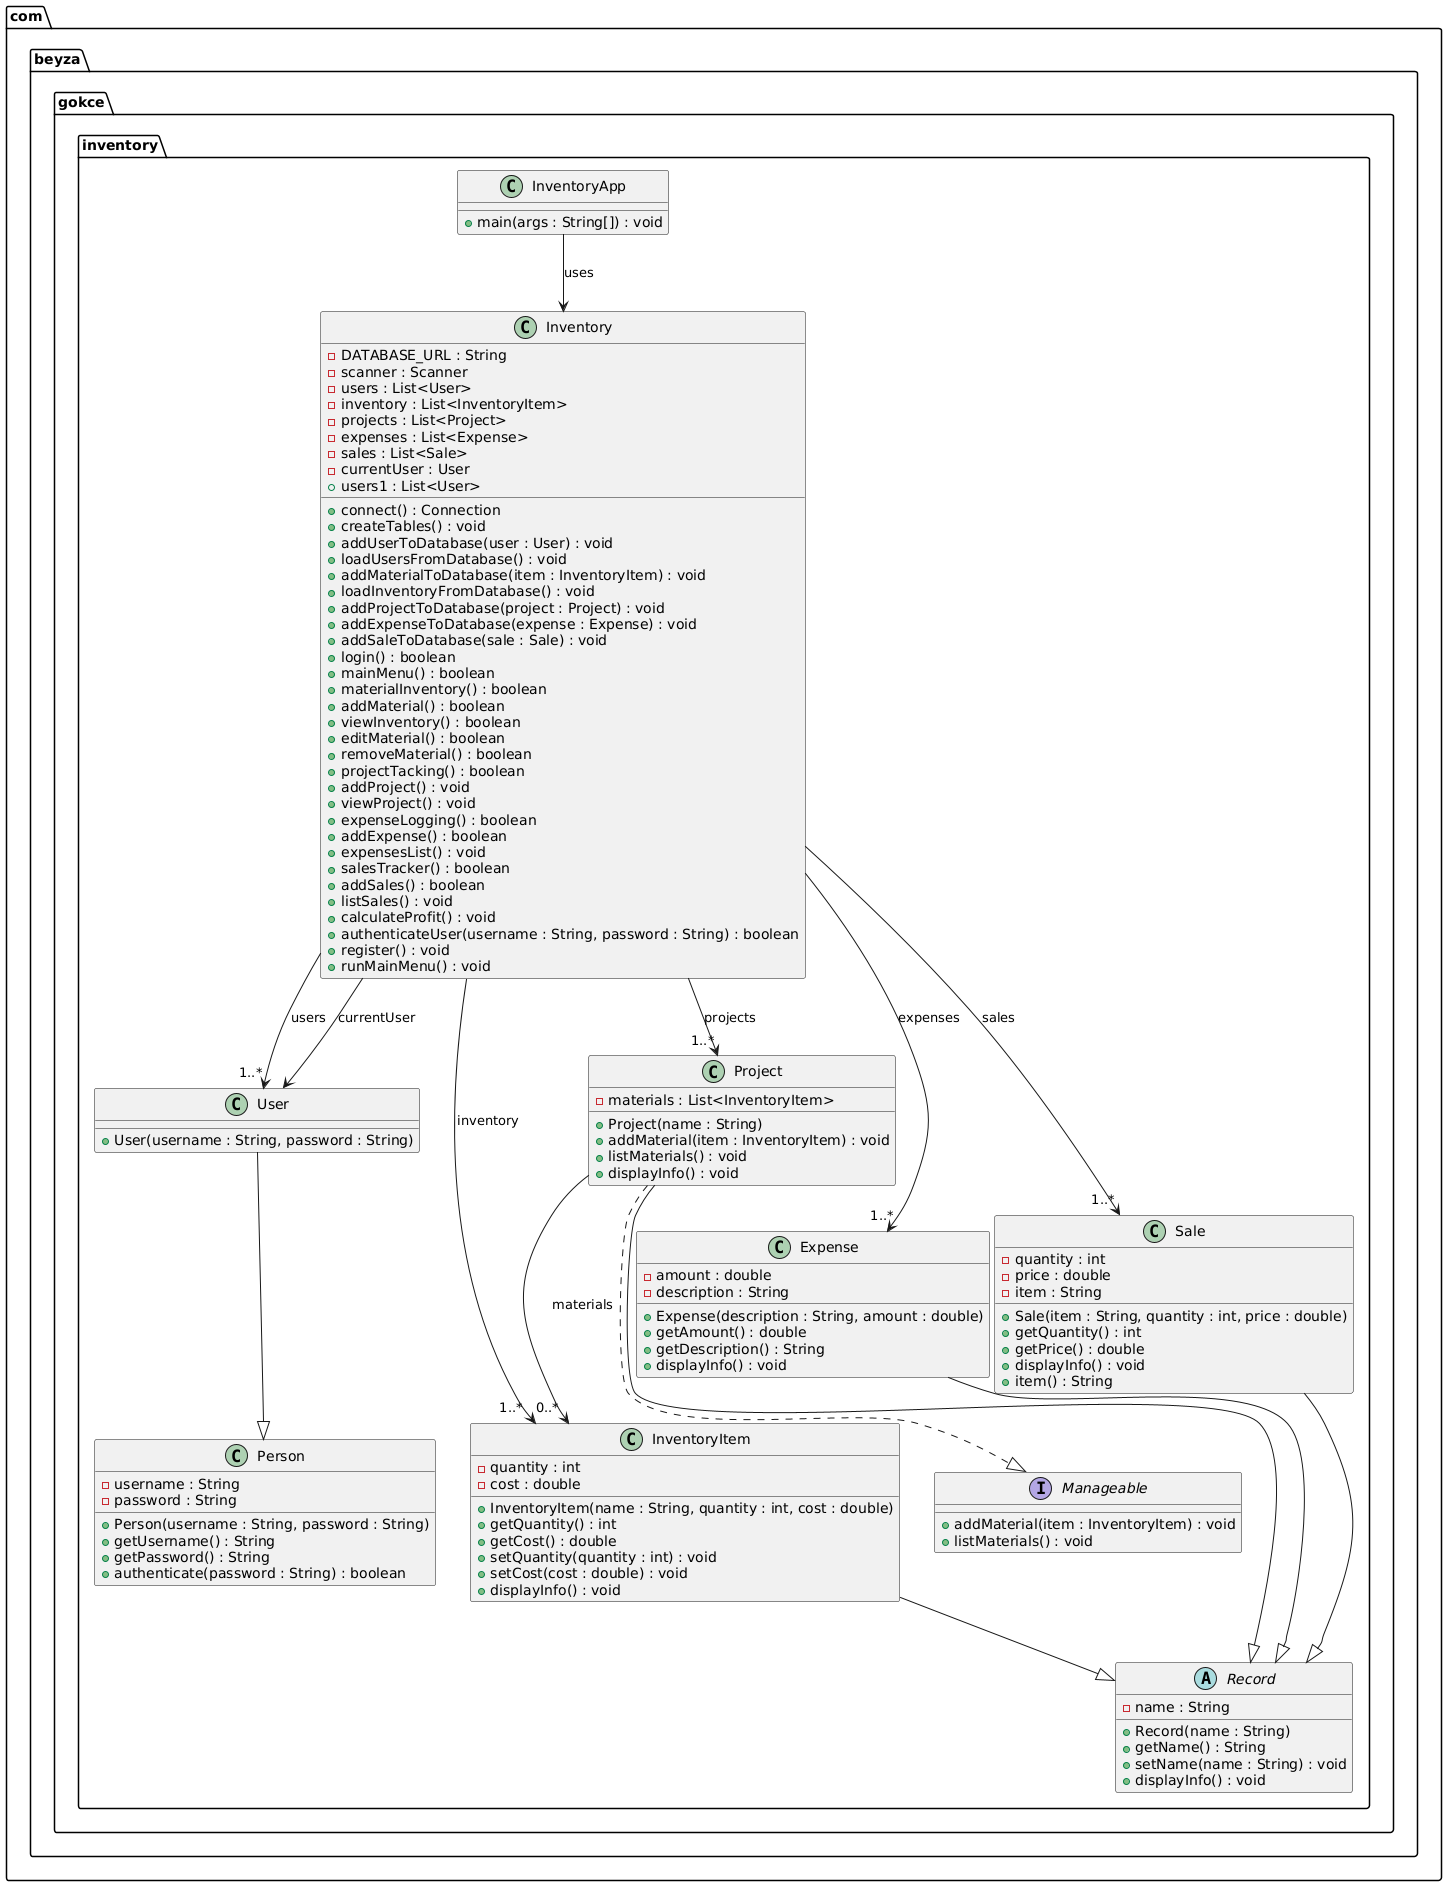 com
beyza
gokce
inventory
C InventoryApp
main(args : String[]) : void
uses
C Inventory
DATABASE_URL : String
scanner : Scanner
users : List<User>
inventory : List<InventoryItem>
projects : List<Project>
expenses : List<Expense>
sales : List<Sale>
currentUser : User
users1 : List<User>
connect() : Connection
createTables() : void
addUserToDatabase(user : User) : void
loadUsersFromDatabase() : void
addMaterialToDatabase(item : InventoryItem) : void
loadInventoryFromDatabase() : void
addProjectToDatabase(project : Project) : void
addExpenseToDatabase(expense : Expense) : void
addSaleToDatabase(sale : Sale) : void
login() : boolean
mainMenu() : boolean
materialInventory() : boolean
addMaterial() : boolean
viewInventory() : boolean
editMaterial() : boolean
removeMaterial() : boolean
projectTacking() : boolean
addProject() : void
viewProject() : void
expenseLogging() : boolean
addExpense() : boolean
expensesList() : void
salesTracker() : boolean
addSales() : boolean
listSales() : void
calculateProfit() : void
authenticateUser(username : String, password : String) : boolean
register() : void
runMainMenu() : void
users
currentUser
projects
expenses
sales
1..*
1..*
C User
User(username : String, password : String)
inventory
C Project
materials : List<InventoryItem>
Project(name : String)
addMaterial(item : InventoryItem) : void
listMaterials() : void
displayInfo() : void
1..*
1..*
materials
C Expense
amount : double
description : String
Expense(description : String, amount : double)
getAmount() : double
getDescription() : String
displayInfo() : void
C Sale
quantity : int
price : double
item : String
Sale(item : String, quantity : int, price : double)
getQuantity() : int
getPrice() : double
displayInfo() : void
item() : String
1..*
0..*
C Person
username : String
password : String
Person(username : String, password : String)
getUsername() : String
getPassword() : String
authenticate(password : String) : boolean
C InventoryItem
quantity : int
cost : double
InventoryItem(name : String, quantity : int, cost : double)
getQuantity() : int
getCost() : double
setQuantity(quantity : int) : void
setCost(cost : double) : void
displayInfo() : void
I Manageable
addMaterial(item : InventoryItem) : void
listMaterials() : void
A Record
name : String
Record(name : String)
getName() : String
setName(name : String) : void
displayInfo() : void